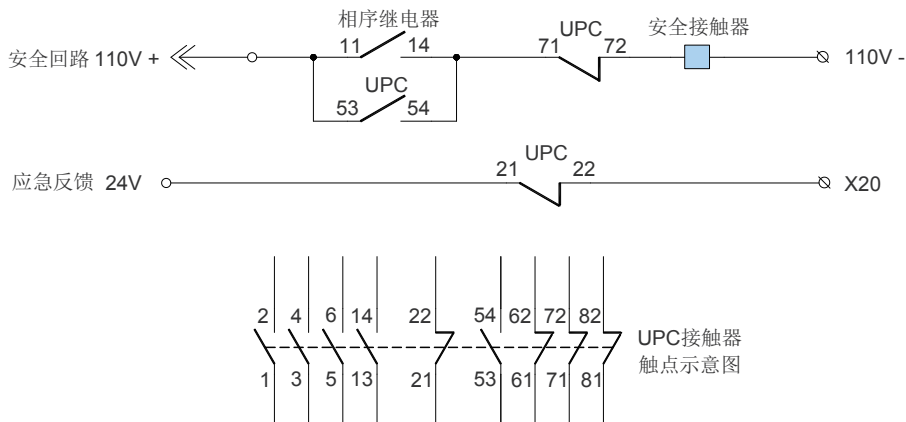 相序继电器
11 14
UPC
71 72
安全接触器
安全回路 110V +
110V -
UPC
53 54
应急反馈 24V
21 UPC 22
X20
2 4 6 14 22 54 62 72 82
1 3 5 13 21 53 61 71 81
UPC接触器
触点示意图